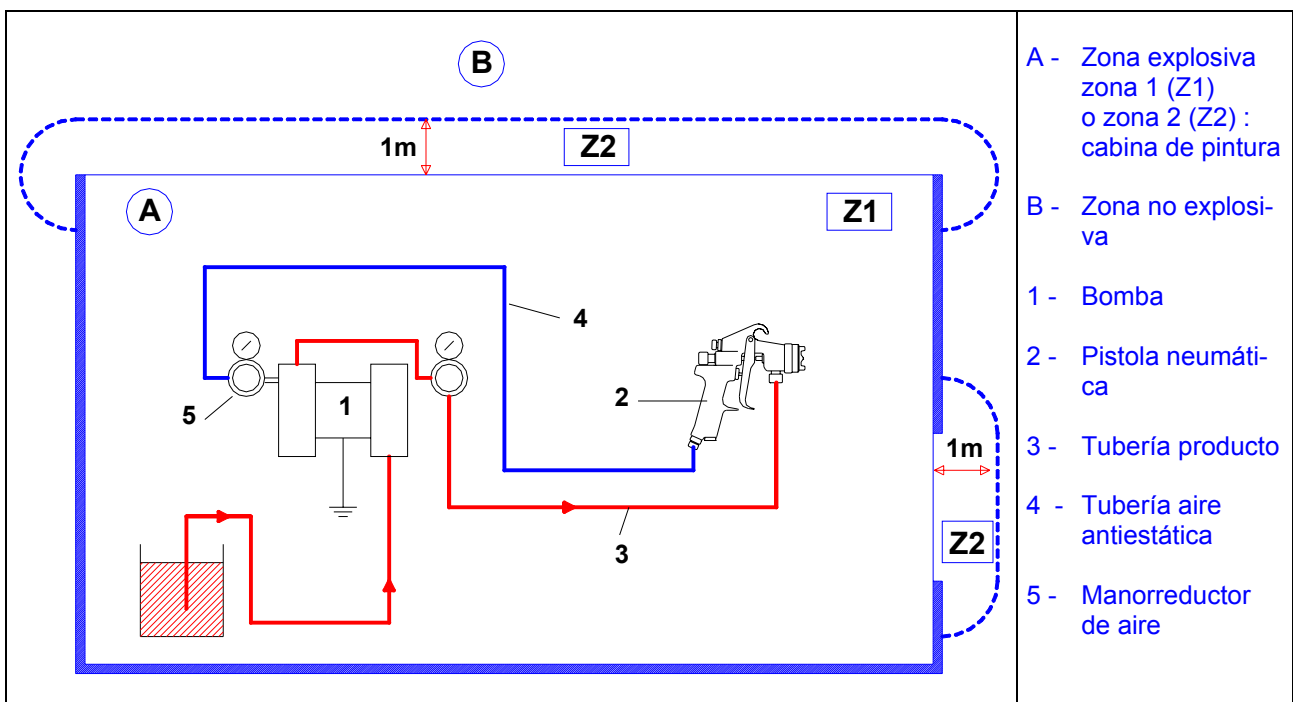 B
1m
Z2
A
Z1
4
5
1
2
1m
3
Z2
A - Zona explosiva
zona 1 (Z1)
o zona 2 (Z2) :
cabina de pintura
B - Zona no explosi-
va
1 - Bomba
2 - Pistola neumáti-
ca
3 - Tubería producto
4 - Tubería aire
antiestática
5 - Manorreductor
de aire